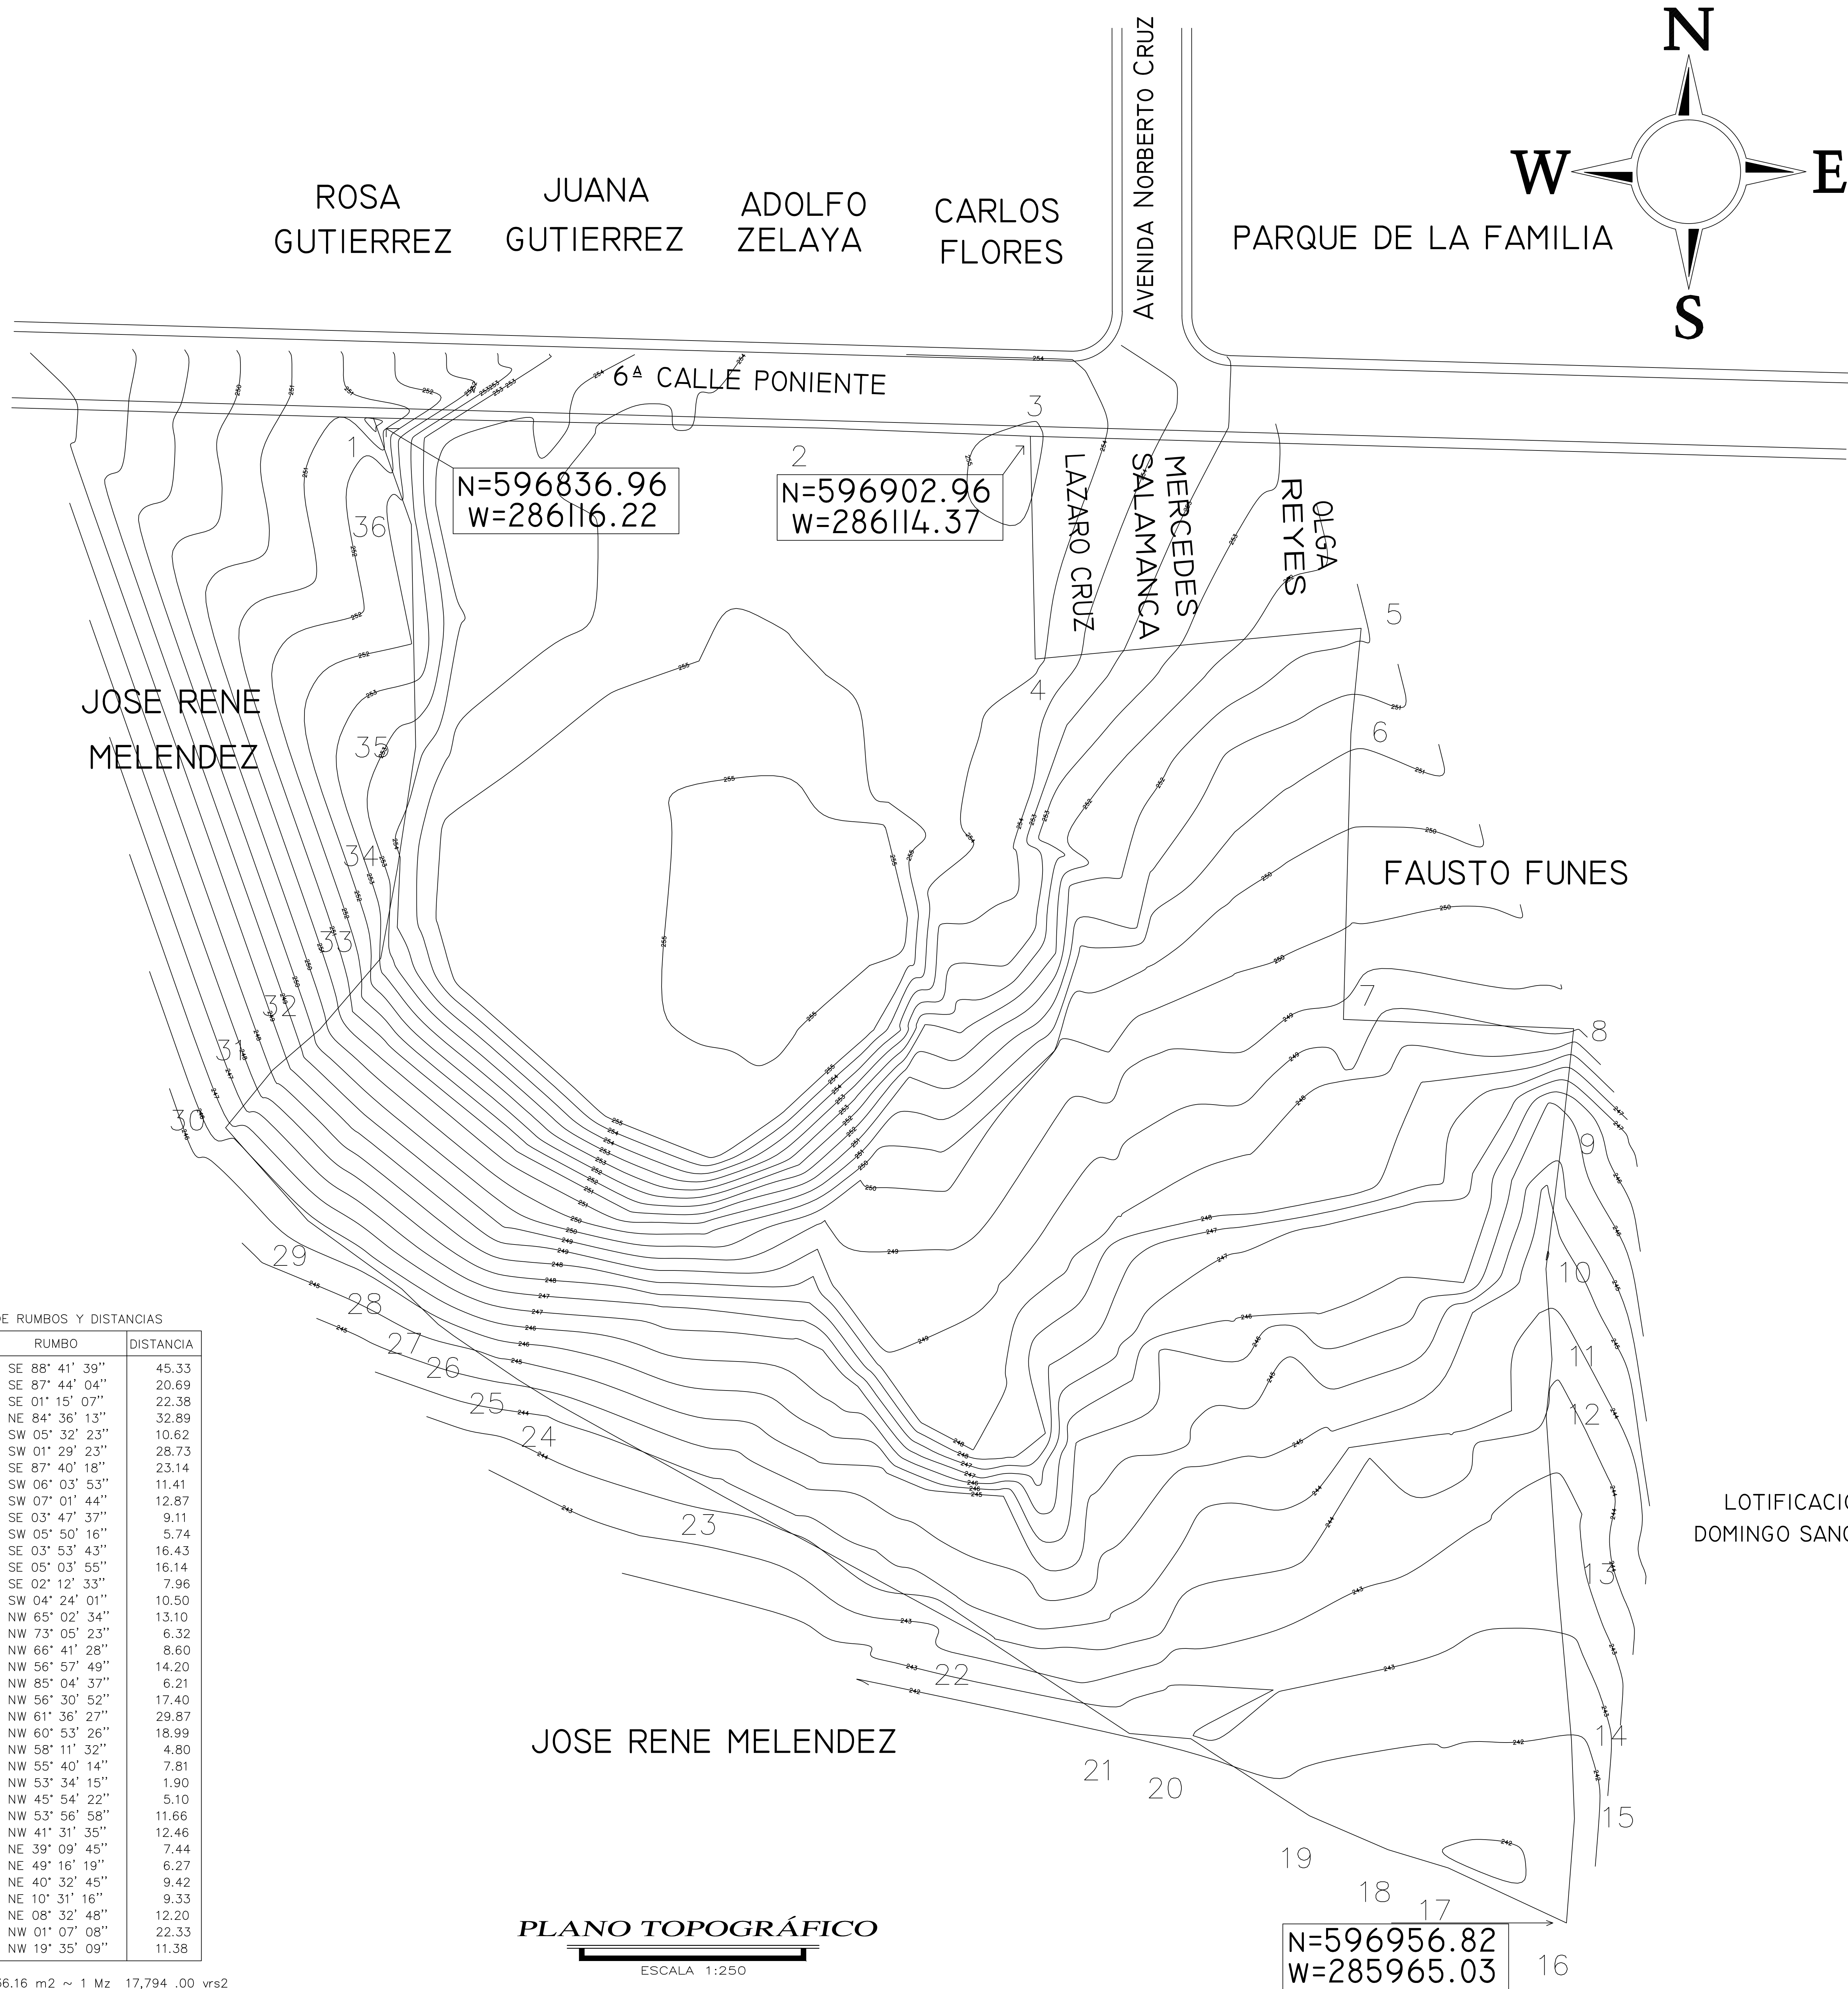 N
W
E
S
AVENIDA NORBERTO CRUZ
ROSA
GUTIERREZ
JUANA
GUTIERREZ
ADOLFO
ZELAYA
CARLOS
FLORES
PARQUE DE LA FAMILIA
6ª CALLE PONIENTE
1
2
3
N=596836.96
W=286116.22
N=596902.96
W=286114.37
LAZARO CRUZ
MERCEDES
SALAMANCA
OLGA
REYES
36
5
4
6
JOSE RENE
MELENDEZ
35
34
FAUSTO FUNES
33
32
7
8
31
30
9
29
10
28
27
26
11
25
12
24
23
13
LOTIFICACIO
DOMINGO SANC
22
14
JOSE RENE MELENDEZ
21
20
15
19
18
17
16
N=596956.82
W=285965.03
DE RUMBOS Y DISTANCIAS
RUMBO DISTANCIA
SE 88° 41' 39'' 45.33
SE 87° 44' 04'' 20.69
SE 01° 15' 07'' 22.38
NE 84° 36' 13'' 32.89
SW 05° 32' 23'' 10.62
SW 01° 29' 23'' 28.73
SE 87° 40' 18'' 23.14
SW 06° 03' 53'' 11.41
SW 07° 01' 44'' 12.87
SE 03° 47' 37'' 9.11
SW 05° 50' 16'' 5.74
SE 03° 53' 43'' 16.43
SE 05° 03' 55'' 16.14
SE 02° 12' 33'' 7.96
SW 04° 24' 01'' 10.50
NW 65° 02' 34'' 13.10
NW 73° 05' 23'' 6.32
NW 66° 41' 28'' 8.60
NW 56° 57' 49'' 14.20
NW 85° 04' 37'' 6.21
NW 56° 30' 52'' 17.40
NW 61° 36' 27'' 29.87
NW 60° 53' 26'' 18.99
NW 58° 11' 32'' 4.80
NW 55° 40' 14'' 7.81
NW 53° 34' 15'' 1.90
NW 45° 54' 22'' 5.10
NW 53° 56' 58'' 11.66
NW 41° 31' 35'' 12.46
NE 39° 09' 45'' 7.44
NE 49° 16' 19'' 6.27
NE 40° 32' 45'' 9.42
NE 10° 31' 16'' 9.33
NE 08° 32' 48'' 12.20
NW 01° 07' 08'' 22.33
NW 19° 35' 09'' 11.38
66.16 m2 ~ 1 Mz 17,794 .00 vrs2
PLANO TOPOGRÁFICO
ESCALA 1:250